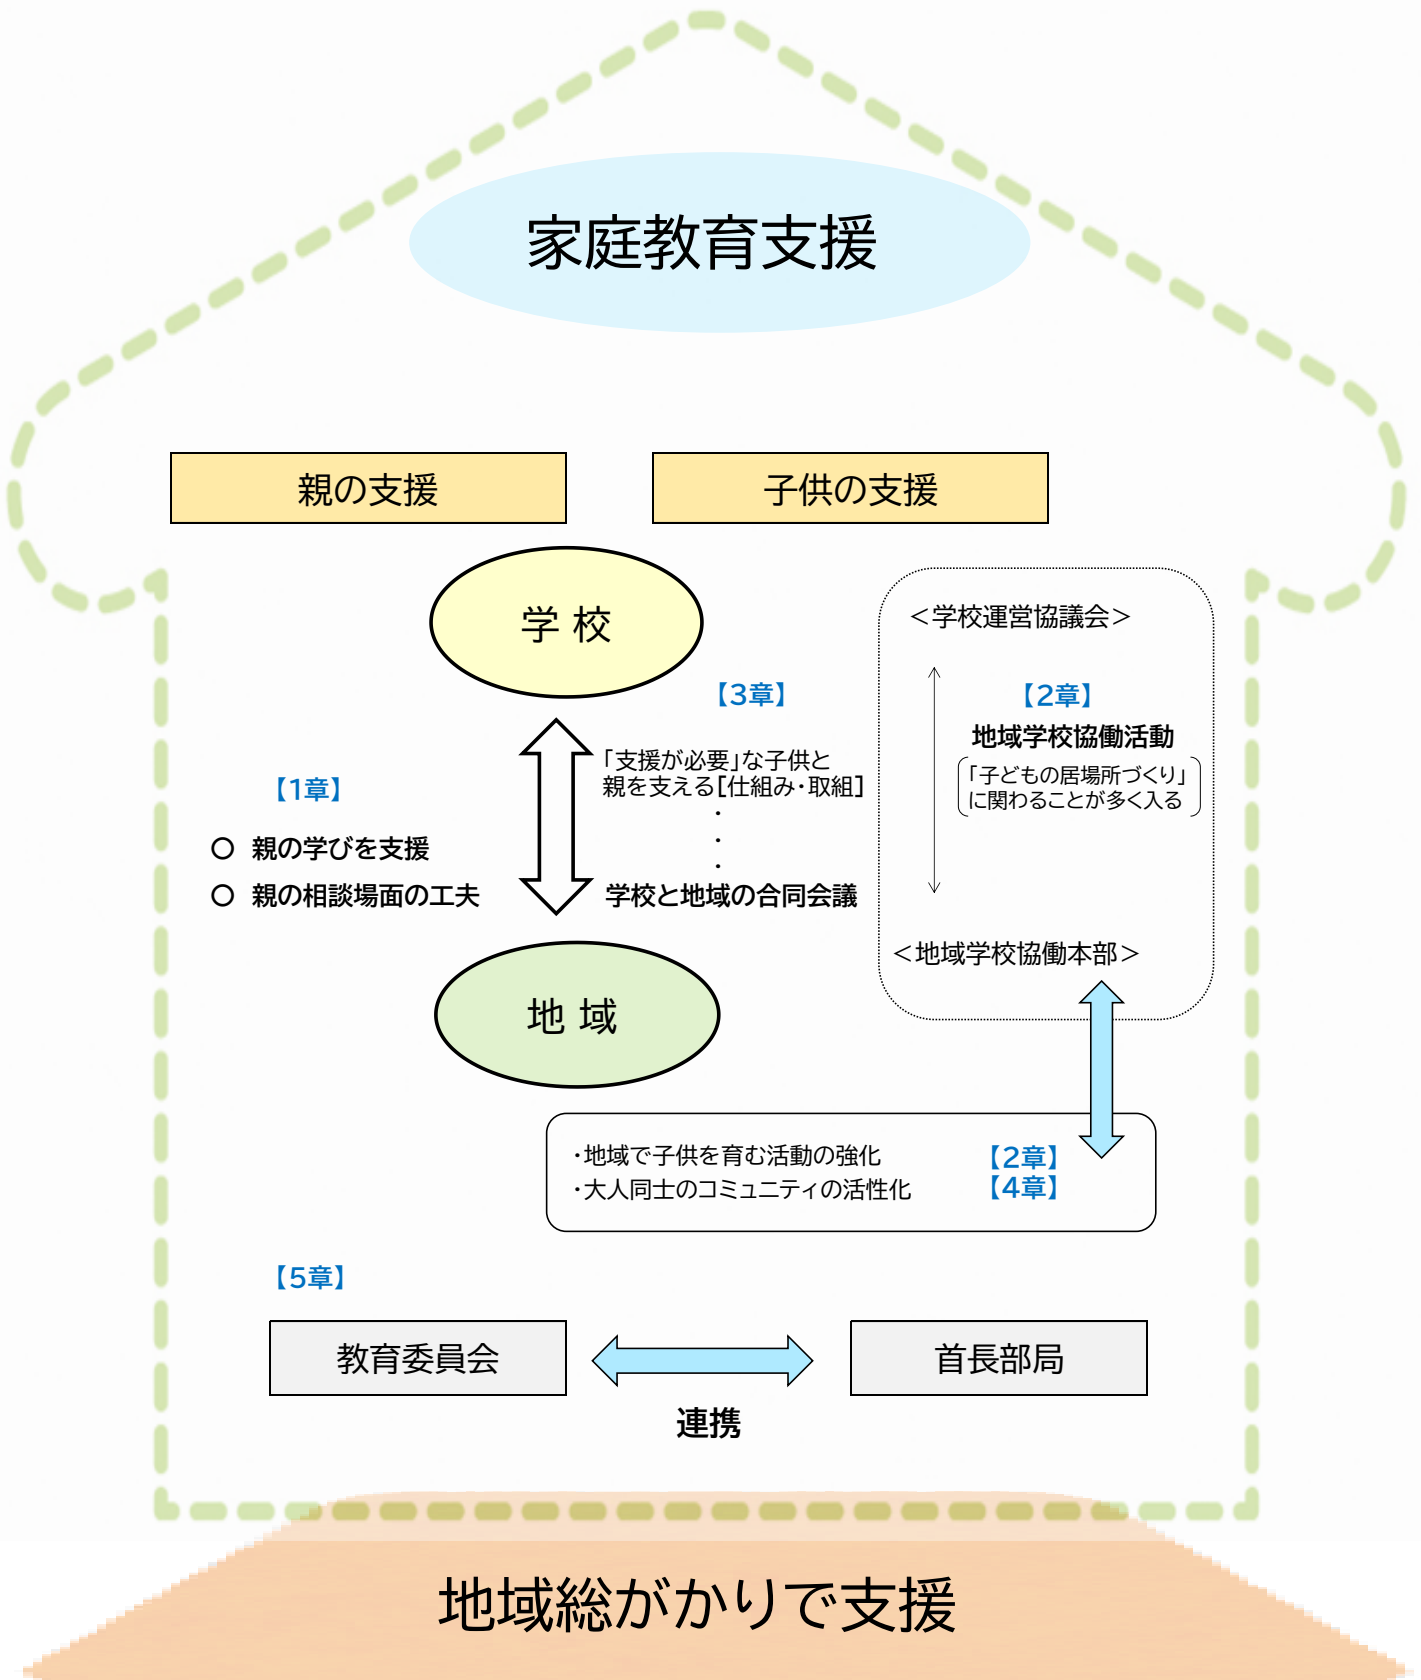 家庭教育支援
親の支援
子供の支援
学 校
＜学校運営協議会＞
【3章】
【2章】
地域学校協働活動
「子どもの居場所づくり」
に関わることが多く入る
「支援が必要」な子供と
親を支える[仕組み・取組]
・
・
・
学校と地域の合同会議
【1章】
〇 親の学びを支援
〇 親の相談場面の工夫
＜地域学校協働本部＞
地 域
・地域で子供を育む活動の強化 【2章】
・大人同士のコミュニティの活性化 【4章】
【5章】
教育委員会
首長部局
連携
地域総がかりで支援